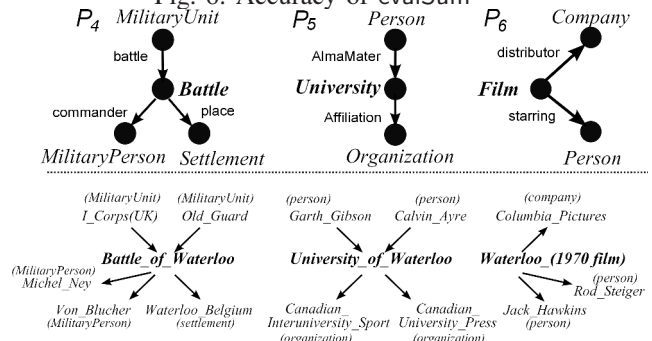 Fig. 6: Accuracy of evalSum
P4 MilitaryUnit P5 Person P6 Company
battle AlmaMater distributor
Battle University Film
commander place Affiliation starring
MilitaryPerson Settlement Organization Person
(MilitaryUnit) (MilitaryUnit) (person) (person) (company)
I_Corps(UK) Old_Guard Garth_Gibson Calvin_Ayre Columbia_Pictures
Battle_of_Waterloo University_of_Waterloo Waterloo_(1970 film)
(MilitaryPerson) (person)
Michel_Ney Rod_Steiger
Von_Blucher Waterloo_Belgium Canadian_ Canadian_ Jack_Hawkins
(MilitaryPerson) (settlement) Interuniversity_Sport University_Press (person)
(organization) (organization)